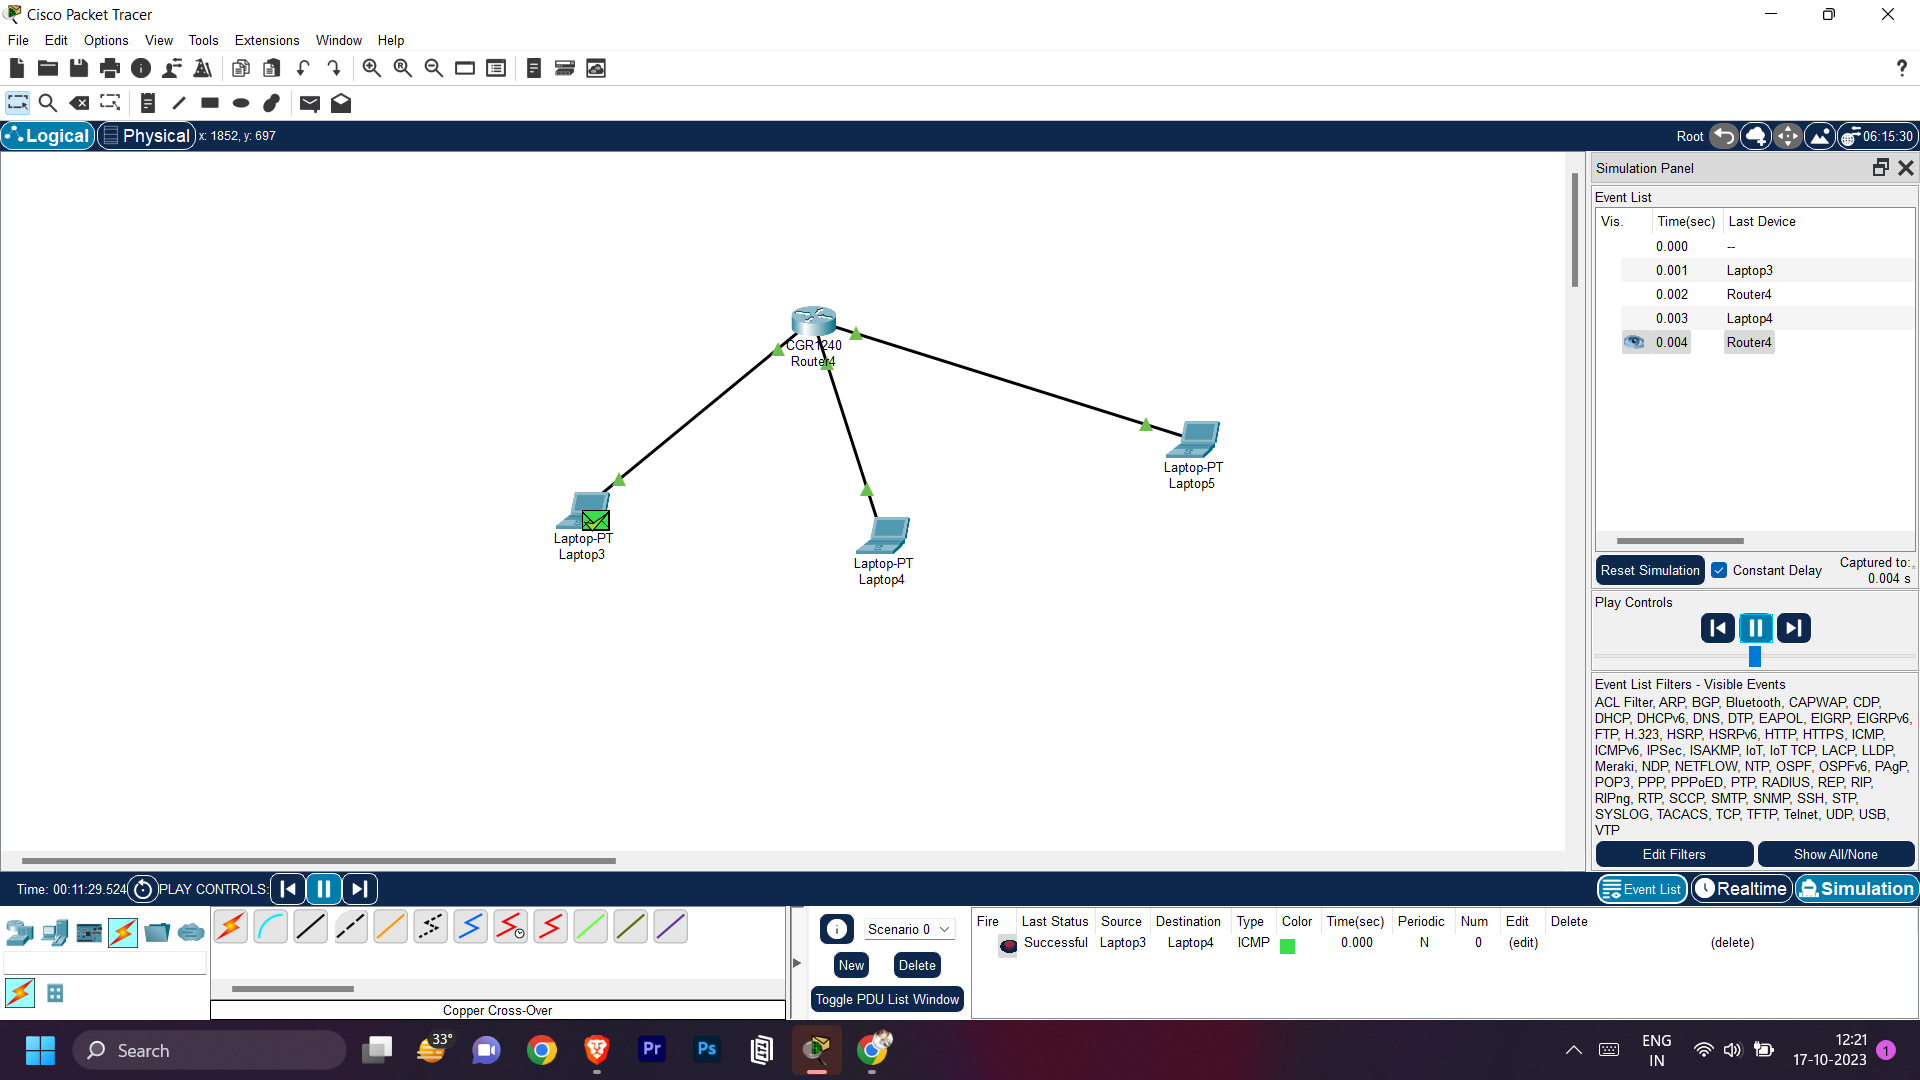 Cisco Packet Tracer
File Edit Options View Tools Extensions Window Help
?
Logical Physical x: 1852, y: 697 Root 06:15:30
Simulation Panel
Event List
Vis. Time(sec) Last Device
0.000 --
0.001 Laptop3
0.002 Router4
0.003 Laptop4
0.004 Router4
CGR1240
Router4
Laptop-PT
Laptop5
Laptop-PT
Laptop3
Laptop-PT
Laptop4
Reset Simulation Constant Delay Captured to:
0.004 s
Play Controls
Event List Filters - Visible Events
ACL Filter, ARP, BGP, Bluetooth, CAPWAP, CDP,
DHCP, DHCPv6, DNS, DTP, EAPOL, EIGRP, EIGRPv6,
FTP, H.323, HSRP, HSRPv6, HTTP, HTTPS, ICMP,
ICMPv6, IPSec, ISAKMP, IoT, IoT TCP, LACP, LLDP,
Meraki, NDP, NETFLOW, NTP, OSPF, OSPFv6, PAgP,
POP3, PPP, PPPoED, PTP, RADIUS, REP, RIP,
RIPng, RTP, SCCP, SMTP, SNMP, SSH, STP,
SYSLOG, TACACS, TCP, TFTP, Telnet, UDP, USB,
VTP
Edit Filters Show All/None
Time: 00:11:29.524 PLAY CONTROLS: Event List Realtime Simulation
Scenario 0
New Delete
Toggle PDU List Window
Fire Last Status Source Destination Type Color Time(sec) Periodic Num Edit Delete
Successful Laptop3 Laptop4 ICMP 0.000 N 0 (edit) (delete)
Copper Cross-Over
Search 33° Pr Ps ENG
IN
12:21
17-10-2023
1